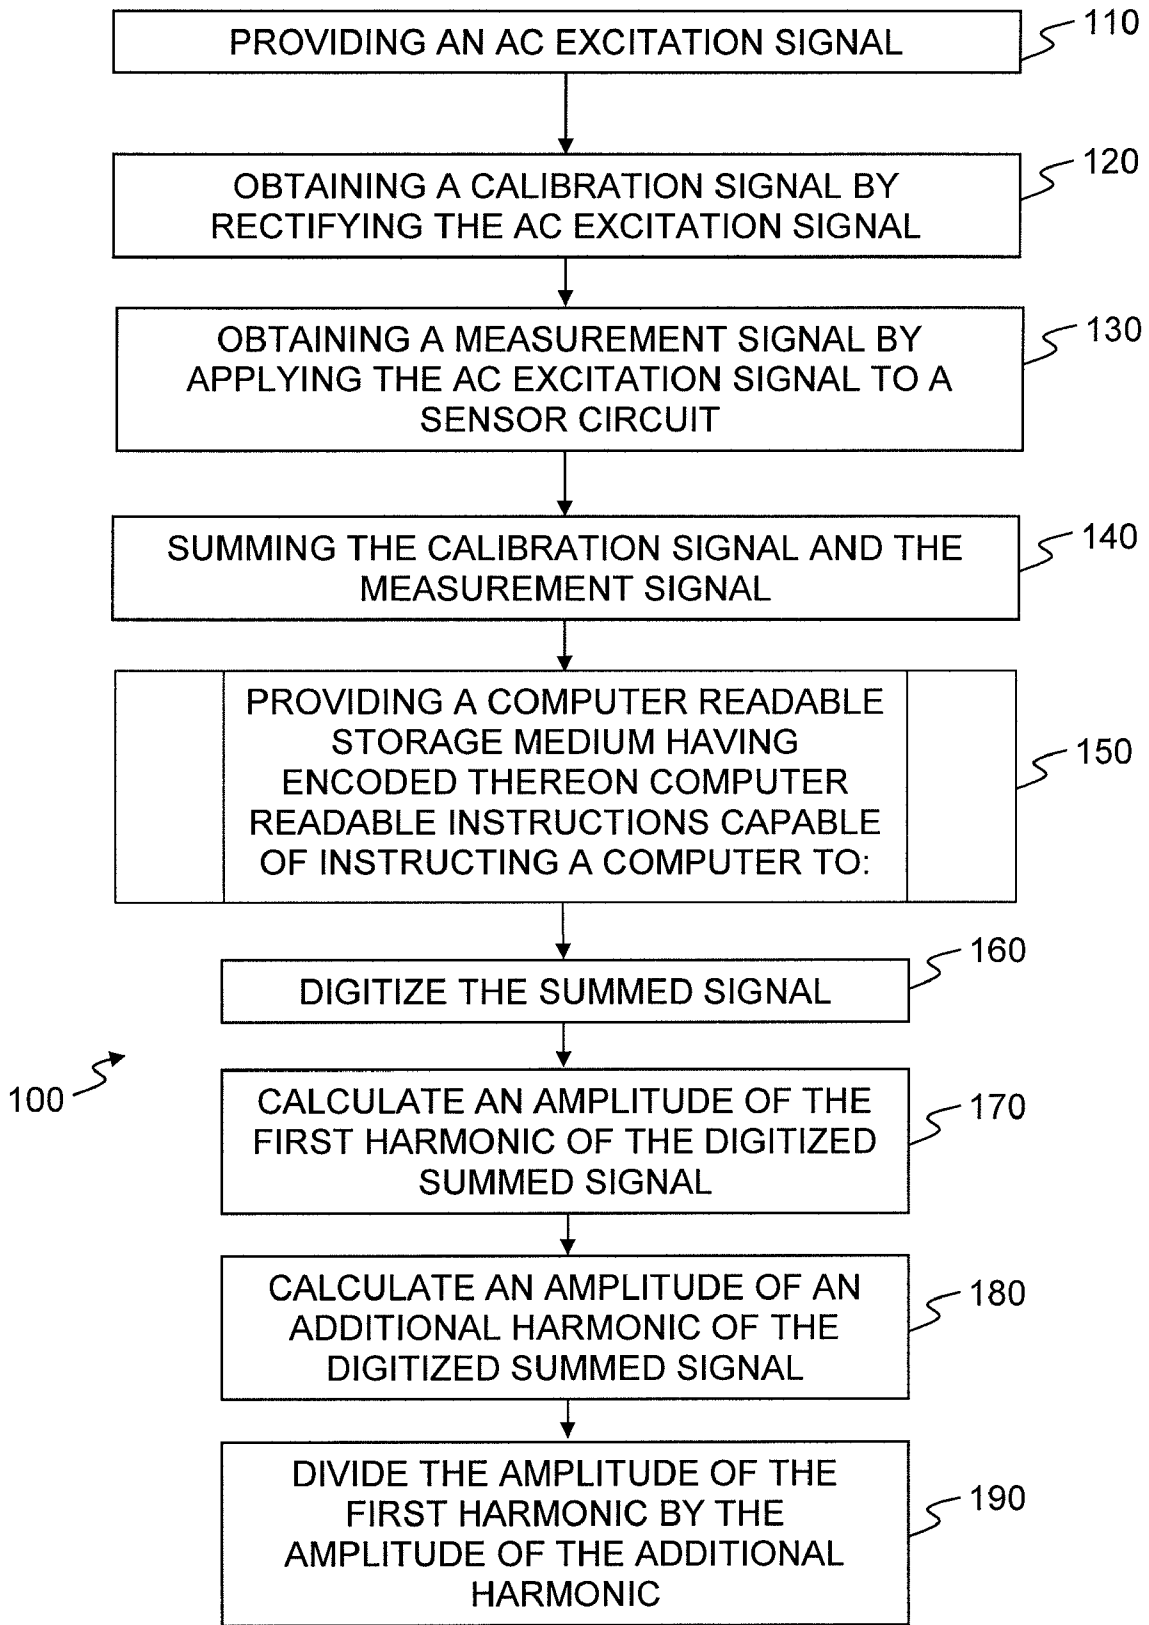 PROVIDING AN AC EXCITATION SIGNAL
110
OBTAINING A CALIBRATION SIGNAL BY
RECTIFYING THE AC EXCITATION SIGNAL
120
OBTAINING A MEASUREMENT SIGNAL BY
APPLYING THE AC EXCITATION SIGNAL TO A
SENSOR CIRCUIT
130
SUMMING THE CALIBRATION SIGNAL AND THE
MEASUREMENT SIGNAL
140
PROVIDING A COMPUTER READABLE
STORAGE MEDIUM HAVING
ENCODED THEREON COMPUTER
READABLE INSTRUCTIONS CAPABLE
OF INSTRUCTING A COMPUTER TO:
150
DIGITIZE THE SUMMED SIGNAL
160
100
CALCULATE AN AMPLITUDE OF THE
FIRST HARMONIC OF THE DIGITIZED
SUMMED SIGNAL
170
CALCULATE AN AMPLITUDE OF AN
ADDITIONAL HARMONIC OF THE
DIGITIZED SUMMED SIGNAL
180
DIVIDE THE AMPLITUDE OF THE
FIRST HARMONIC BY THE
AMPLITUDE OF THE ADDITIONAL
HARMONIC
190